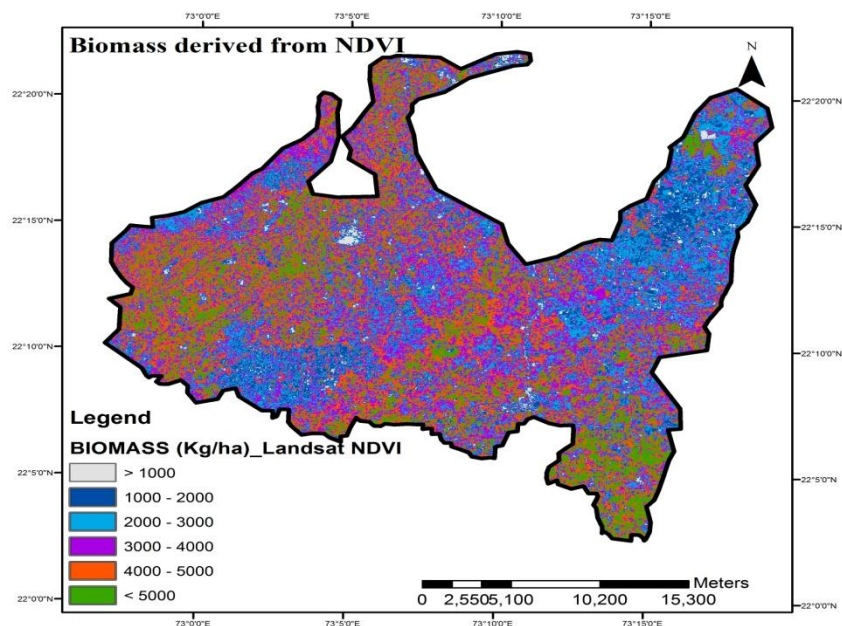 73°0'0"E 73°5'0"E 73°10'0"E 73°15'0"E
Biomass derived from NDVI
N
22°20'0"N 22°20'0"N
22°15'0"N 22°15'0"N
22°10'0"N 22°10'0"N
Legend
BIOMASS (Kg/ha)_Landsat NDVI
22°5'0"N 22°5'0"N
> 1000
1000 - 2000
2000 - 3000
3000 - 4000
4000 - 5000
< 5000
Meters
0 2,5505,100 10,200 15,300
22°0'0"N 22°0'0"N
73°0'0"E 73°5'0"E 73°10'0"E 73°15'0"E